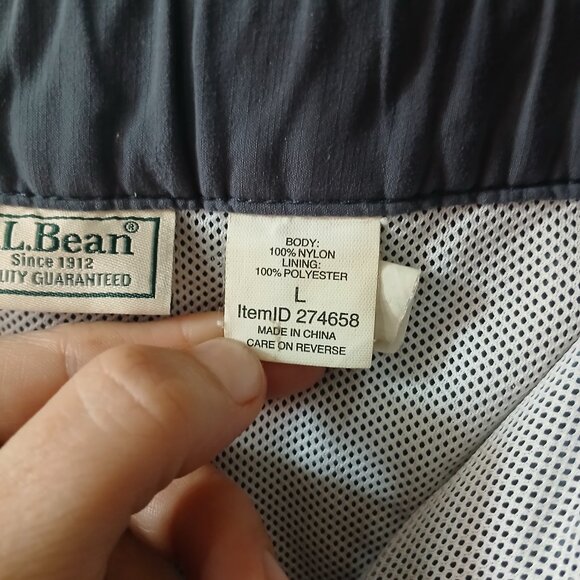 L.Bean®
Since 1912
GUARANTEED
BODY:
100% NYLON
LINING:
100% POLYESTER
L
ItemID 274658
MADE IN CHINA
CARE ON REVERSE